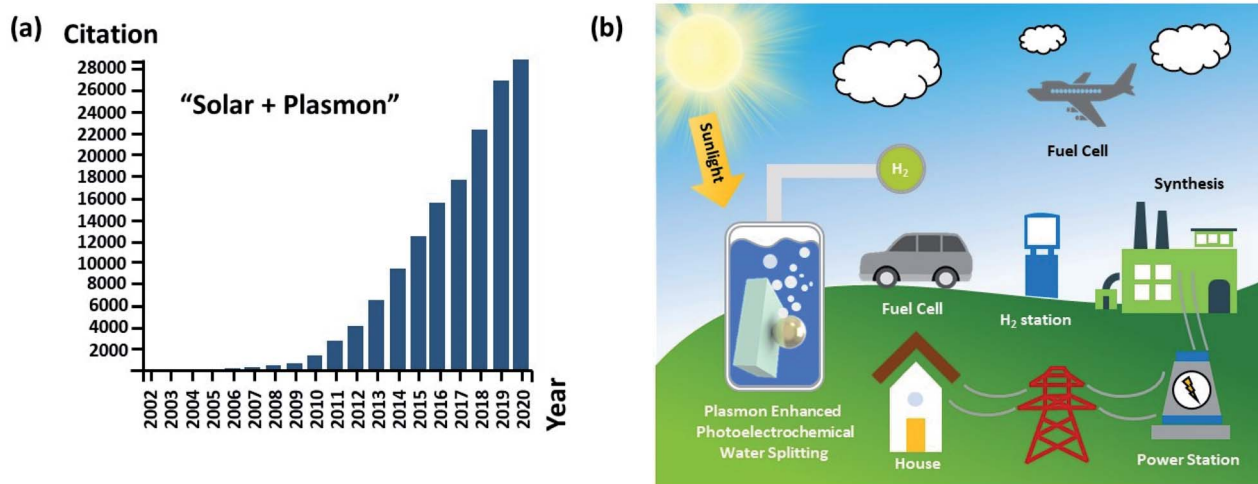 (a)
Citation
28000
26000
24000
22000
20000
18000
16000
14000
12000
10000
8000
6000
4000
2000
"Solar + Plasmon"
2002
2003
2004
2005
2006
2007
2008
2009
2010
2011
2012
2013
2014
2015
2016
2017
2018
2019
2020
Year
(b)
Sunlight
H₂
Fuel Cell
Synthesis
Fuel Cell
H₂ station
Plasmon Enhanced
Photoelectrochemical
Water Splitting
House
Power Station